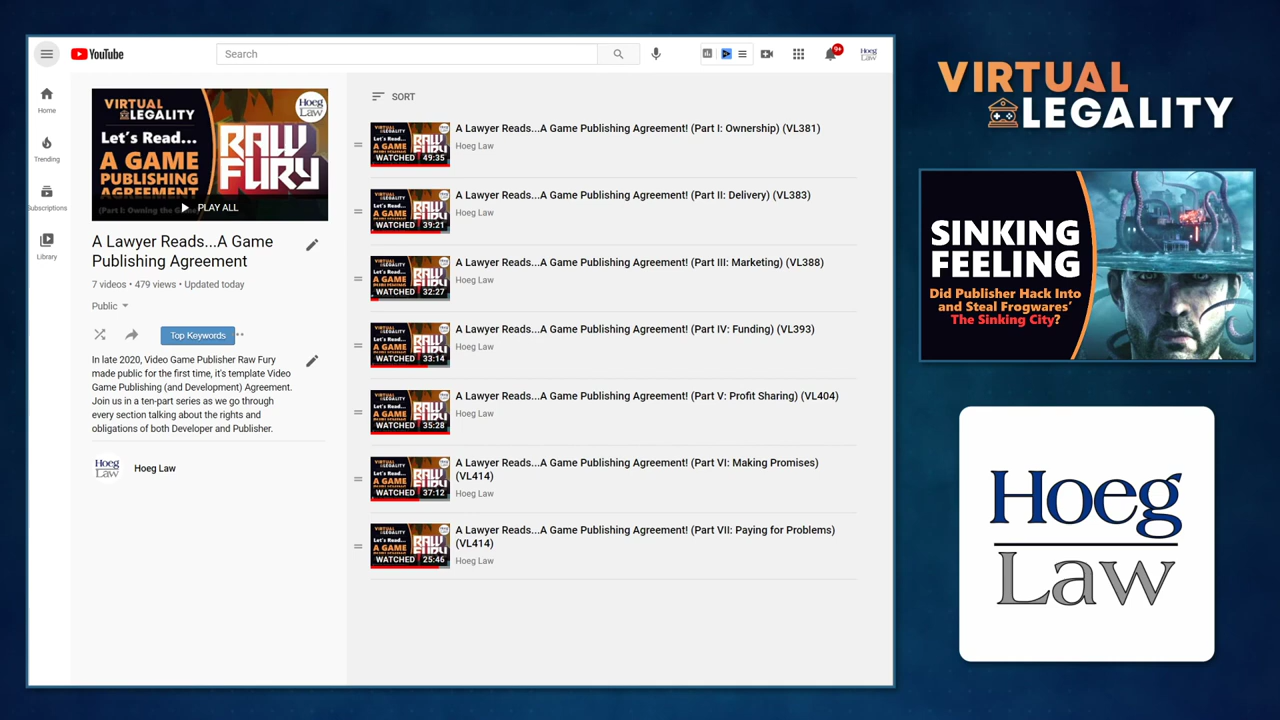 YouTube
Search
9+
Hoeg
Law
Home
Trending
Subscriptions
Library
VIRTUAL
LEGALITY
Hoeg
Law
Let's Read...
A GAME
PUBLISHING
AGREEMENT
RAW
FURY
PLAY ALL
A Lawyer Reads...A Game
Publishing Agreement
7 videos • 479 views • Updated today
Public
Top Keywords
In late 2020, Video Game Publisher Raw Fury
made public for the first time, it's template Video
Game Publishing (and Development) Agreement.
Join us in a ten-part series as we go through
every section talking about the rights and
obligations of both Developer and Publisher.
Hoeg
Law
Hoeg Law
SORT
WATCHED 49:35
A Lawyer Reads...A Game Publishing Agreement! (Part I: Ownership) (VL381)
Hoeg Law
WATCHED 39:21
A Lawyer Reads...A Game Publishing Agreement! (Part II: Delivery) (VL383)
Hoeg Law
WATCHED 32:27
A Lawyer Reads...A Game Publishing Agreement! (Part III: Marketing) (VL388)
Hoeg Law
WATCHED 33:14
A Lawyer Reads...A Game Publishing Agreement! (Part IV: Funding) (VL393)
Hoeg Law
WATCHED 35:28
A Lawyer Reads...A Game Publishing Agreement! (Part V: Profit Sharing) (VL404)
Hoeg Law
WATCHED 37:12
A Lawyer Reads...A Game Publishing Agreement! (Part VI: Making Promises)
(VL414)
Hoeg Law
WATCHED 25:46
A Lawyer Reads...A Game Publishing Agreement! (Part VII: Paying for Problems)
(VL414)
Hoeg Law
VIRTUAL
LEGALITY
SINKING
FEELING
Did Publisher Hack Into
and Steal Frogwares'
The Sinking City?
Hoeg
Law